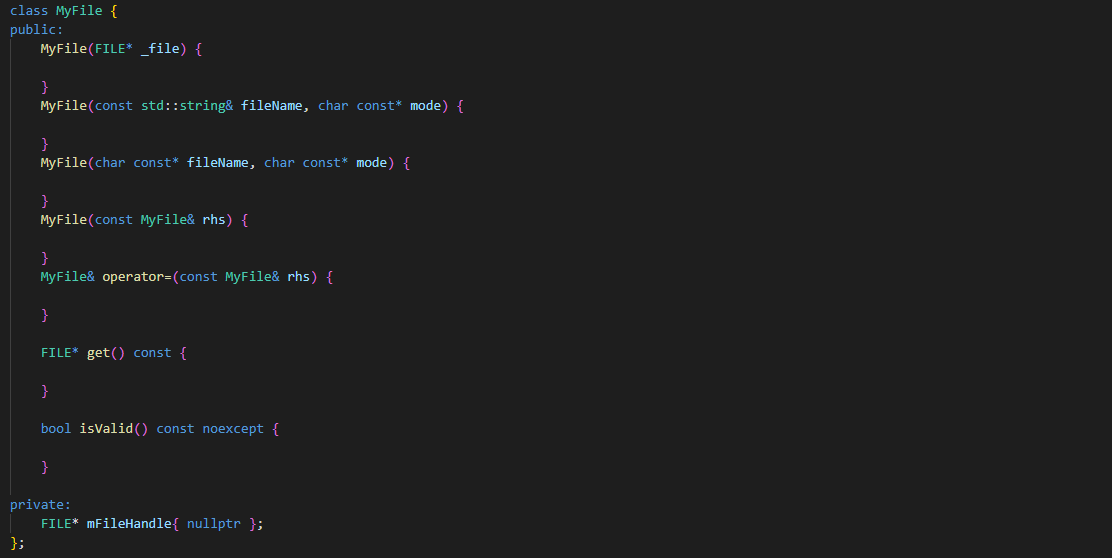 class MyFile {
public:
    MyFile(FILE* _file) {

    }
    MyFile(const std::string& fileName, char const* mode) {

    }
    MyFile(char const* fileName, char const* mode) {

    }
    MyFile(const MyFile& rhs) {

    }
    MyFile& operator=(const MyFile& rhs) {

    }

    FILE* get() const {

    }

    bool isValid() const noexcept {

    }

private:
    FILE* mFileHandle{ nullptr };
};